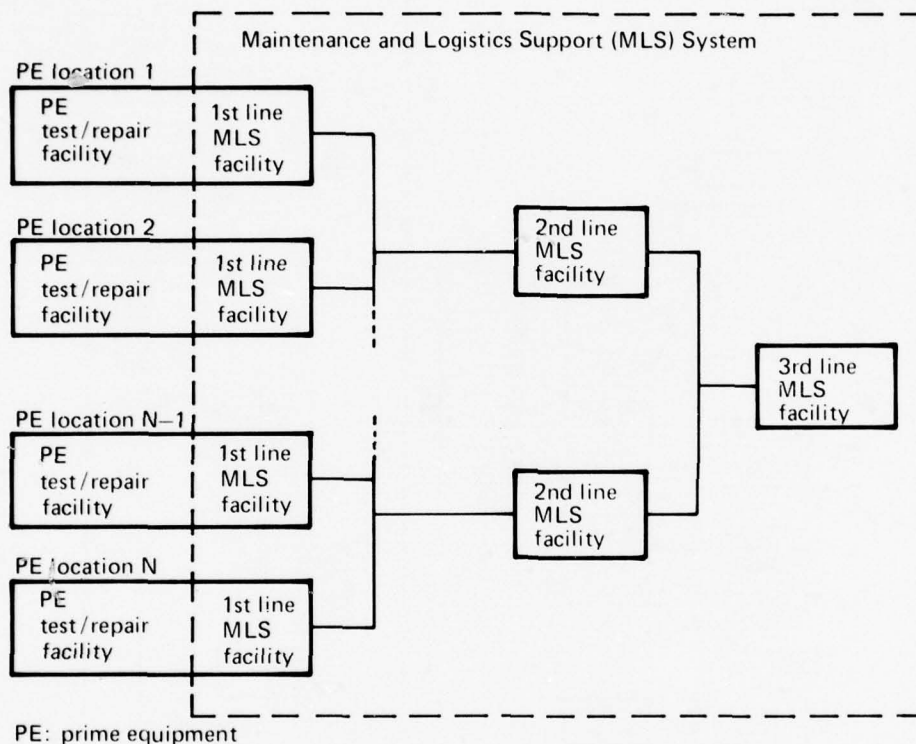 Maintenance and Logistics Support (MLS) System
PE location 1
PE
test/repair
facility
1st line
MLS
facility
PE location 2
PE
test/repair
facility
1st line
MLS
facility
2nd line
MLS
facility
3rd line
MLS
facility
PE location N–1
PE
test/repair
facility
1st line
MLS
facility
2nd line
MLS
facility
PE location N
PE
test/repair
facility
1st line
MLS
facility
PE: prime equipment